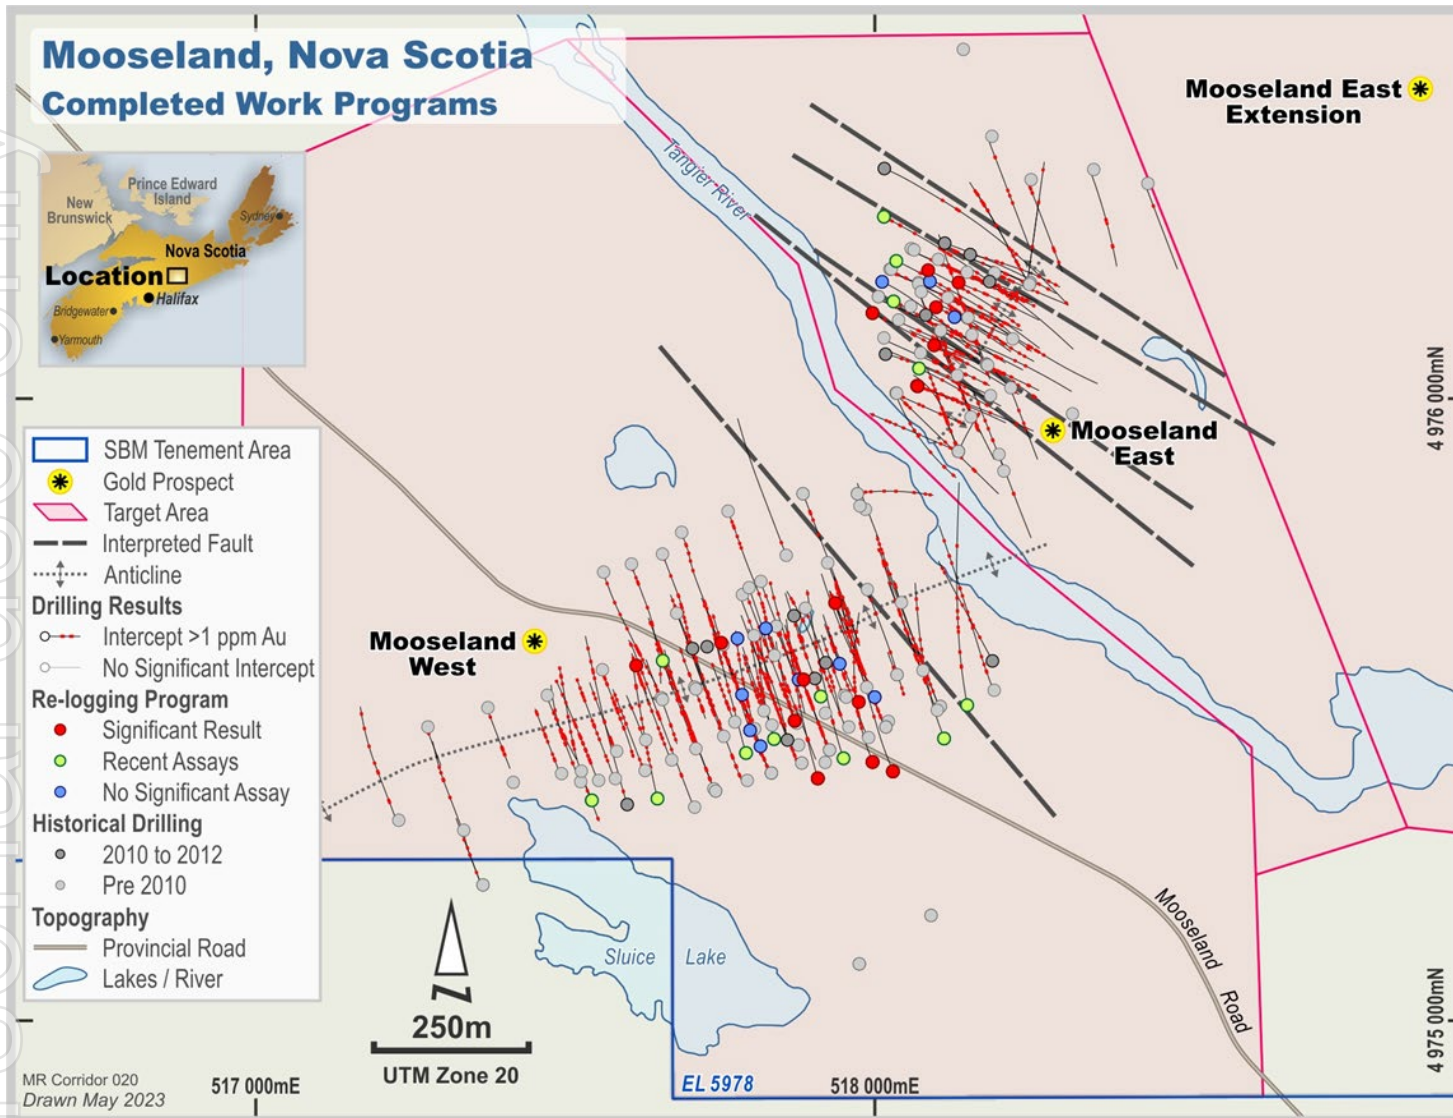 Mooseland, Nova Scotia
Completed Work Programs
Mooseland East
Extension
Tangier River
Prince Edward
Island
New
Brunswick
Sydney
Nova Scotia
Location
Halifax
Bridgewater
Yarmouth
4 976 000mN
Mooseland
East
SBM Tenement Area
Gold Prospect
Target Area
Interpreted Fault
Anticline
Drilling Results
Intercept >1 ppm Au
No Significant Intercept
Re-logging Program
Significant Result
Recent Assays
No Significant Assay
Historical Drilling
2010 to 2012
Pre 2010
Topography
Provincial Road
Lakes / River
Mooseland
West
Sluice Lake
Mooseland Road
N
250m
UTM Zone 20
4 975 000mN
MR Corridor 020
Drawn May 2023
517 000mE
EL 5978
518 000mE